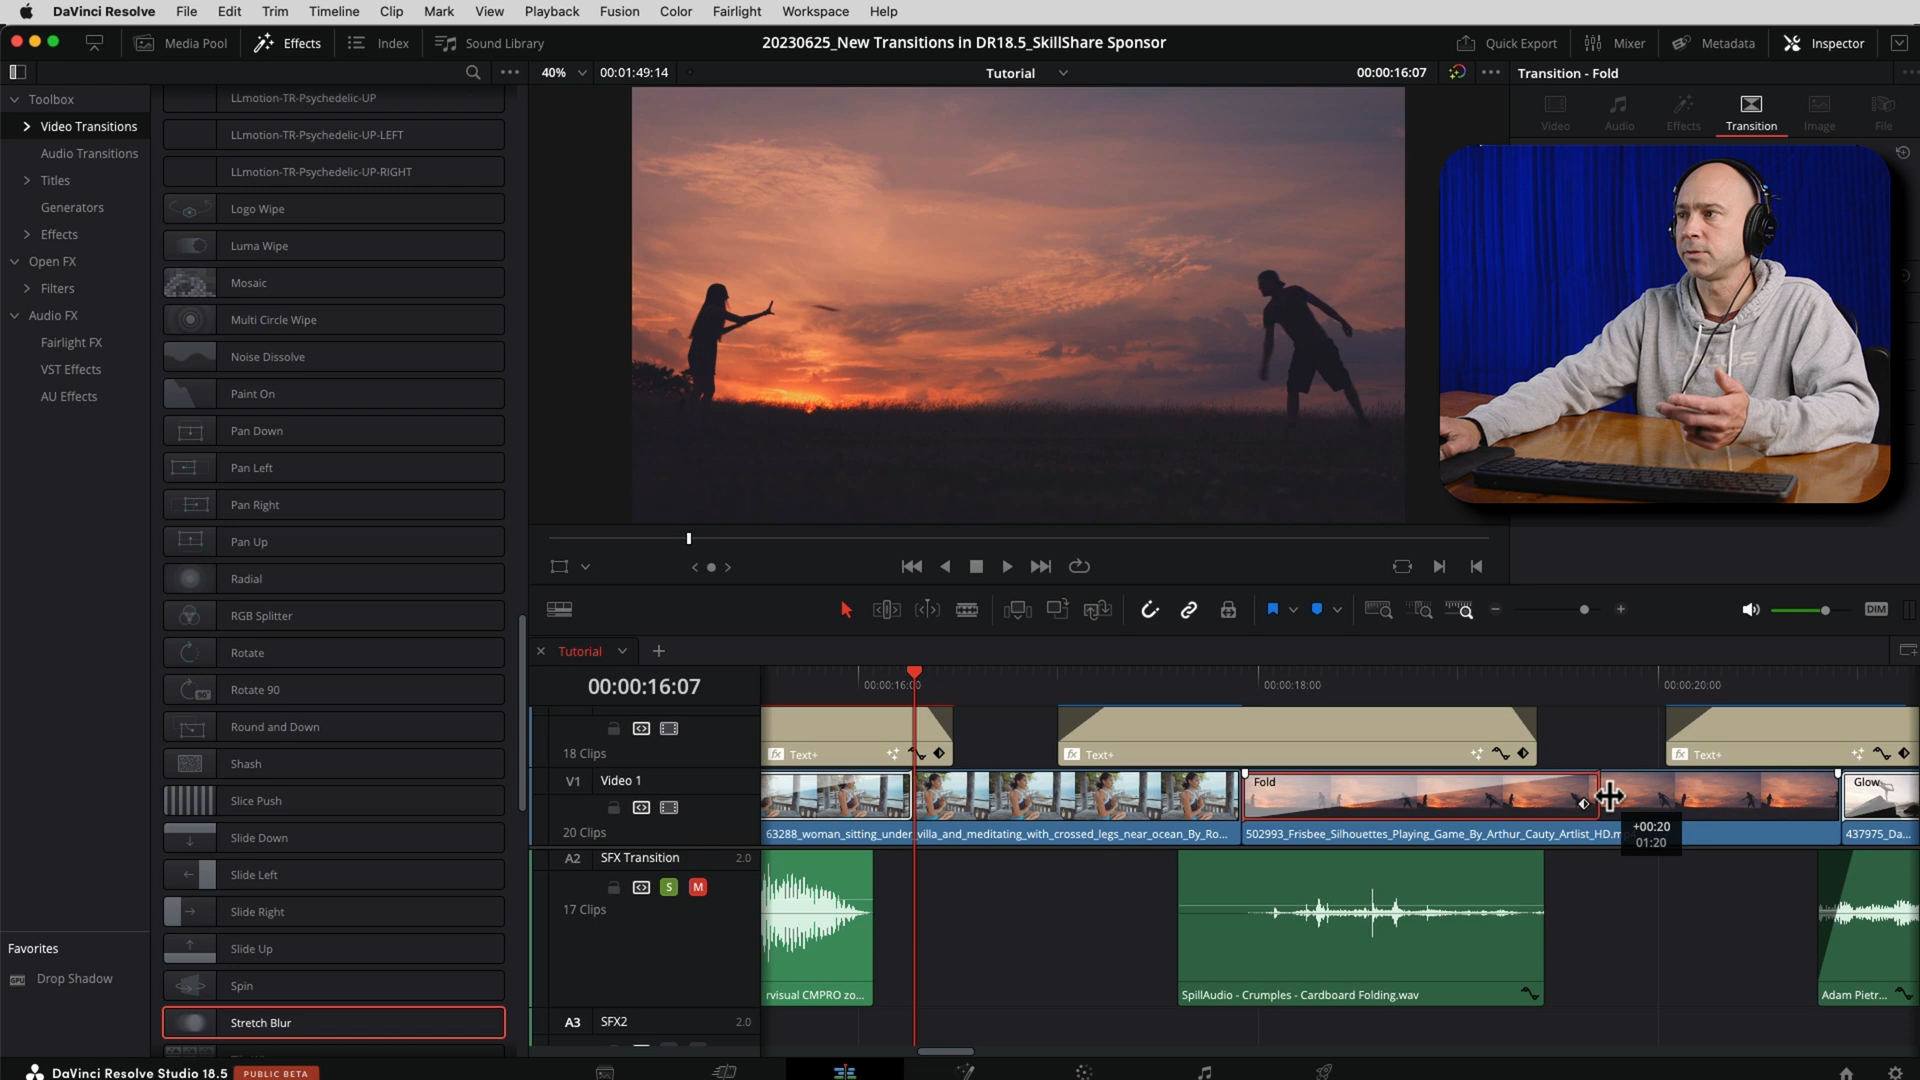 DaVinci Resolve File Edit Trim Timeline Clip Mark View Playback Fusion Color Fairlight Workspace Help
Media Pool Effects Index Sound Library 20230625_New Transitions in DR18.5_SkillShare Sponsor Quick Export Mixer Metadata Inspector
40% 00:01:49:14 Tutorial 00:00:16:07 Transition - Fold
Video Audio Effects Transition Image File
Toolbox
Video Transitions
Audio Transitions
Titles
Generators
Effects
Open FX
Filters
Audio FX
Fairlight FX
VST Effects
AU Effects
Favorites
Drop Shadow
LLmotion-TR-Psychedelic-UP
LLmotion-TR-Psychedelic-UP-LEFT
LLmotion-TR-Psychedelic-UP-RIGHT
Logo Wipe
Luma Wipe
Mosaic
Multi Circle Wipe
Noise Dissolve
Paint On
Pan Down
Pan Left
Pan Right
Pan Up
Radial
RGB Splitter
Rotate
Rotate 90
Round and Down
Shash
Slice Push
Slide Down
Slide Left
Slide Right
Slide Up
Spin
Stretch Blur
DIM
Tutorial
00:00:16:07 00:00:16:00 00:00:18:00 00:00:20:00
18 Clips Text+ Text+ Text+
V1 Video 1 Fold Glow...
20 Clips 63288_woman_sitting_under_villa_and_meditating_with_crossed_legs_near_ocean_By_Ro... 502993_Frisbee_Silhouettes_Playing_Game_By_Arthur_Cauty_Artlist_HD.m 437975_Da...
+00:20
01:20
A2 SFX Transition 2.0
S M
17 Clips
rvisual CMPRO zo... SpillAudio - Crumples - Cardboard Folding.wav Adam Pietr...
A3 SFX2 2.0
DaVinci Resolve Studio 18.5 PUBLIC BETA